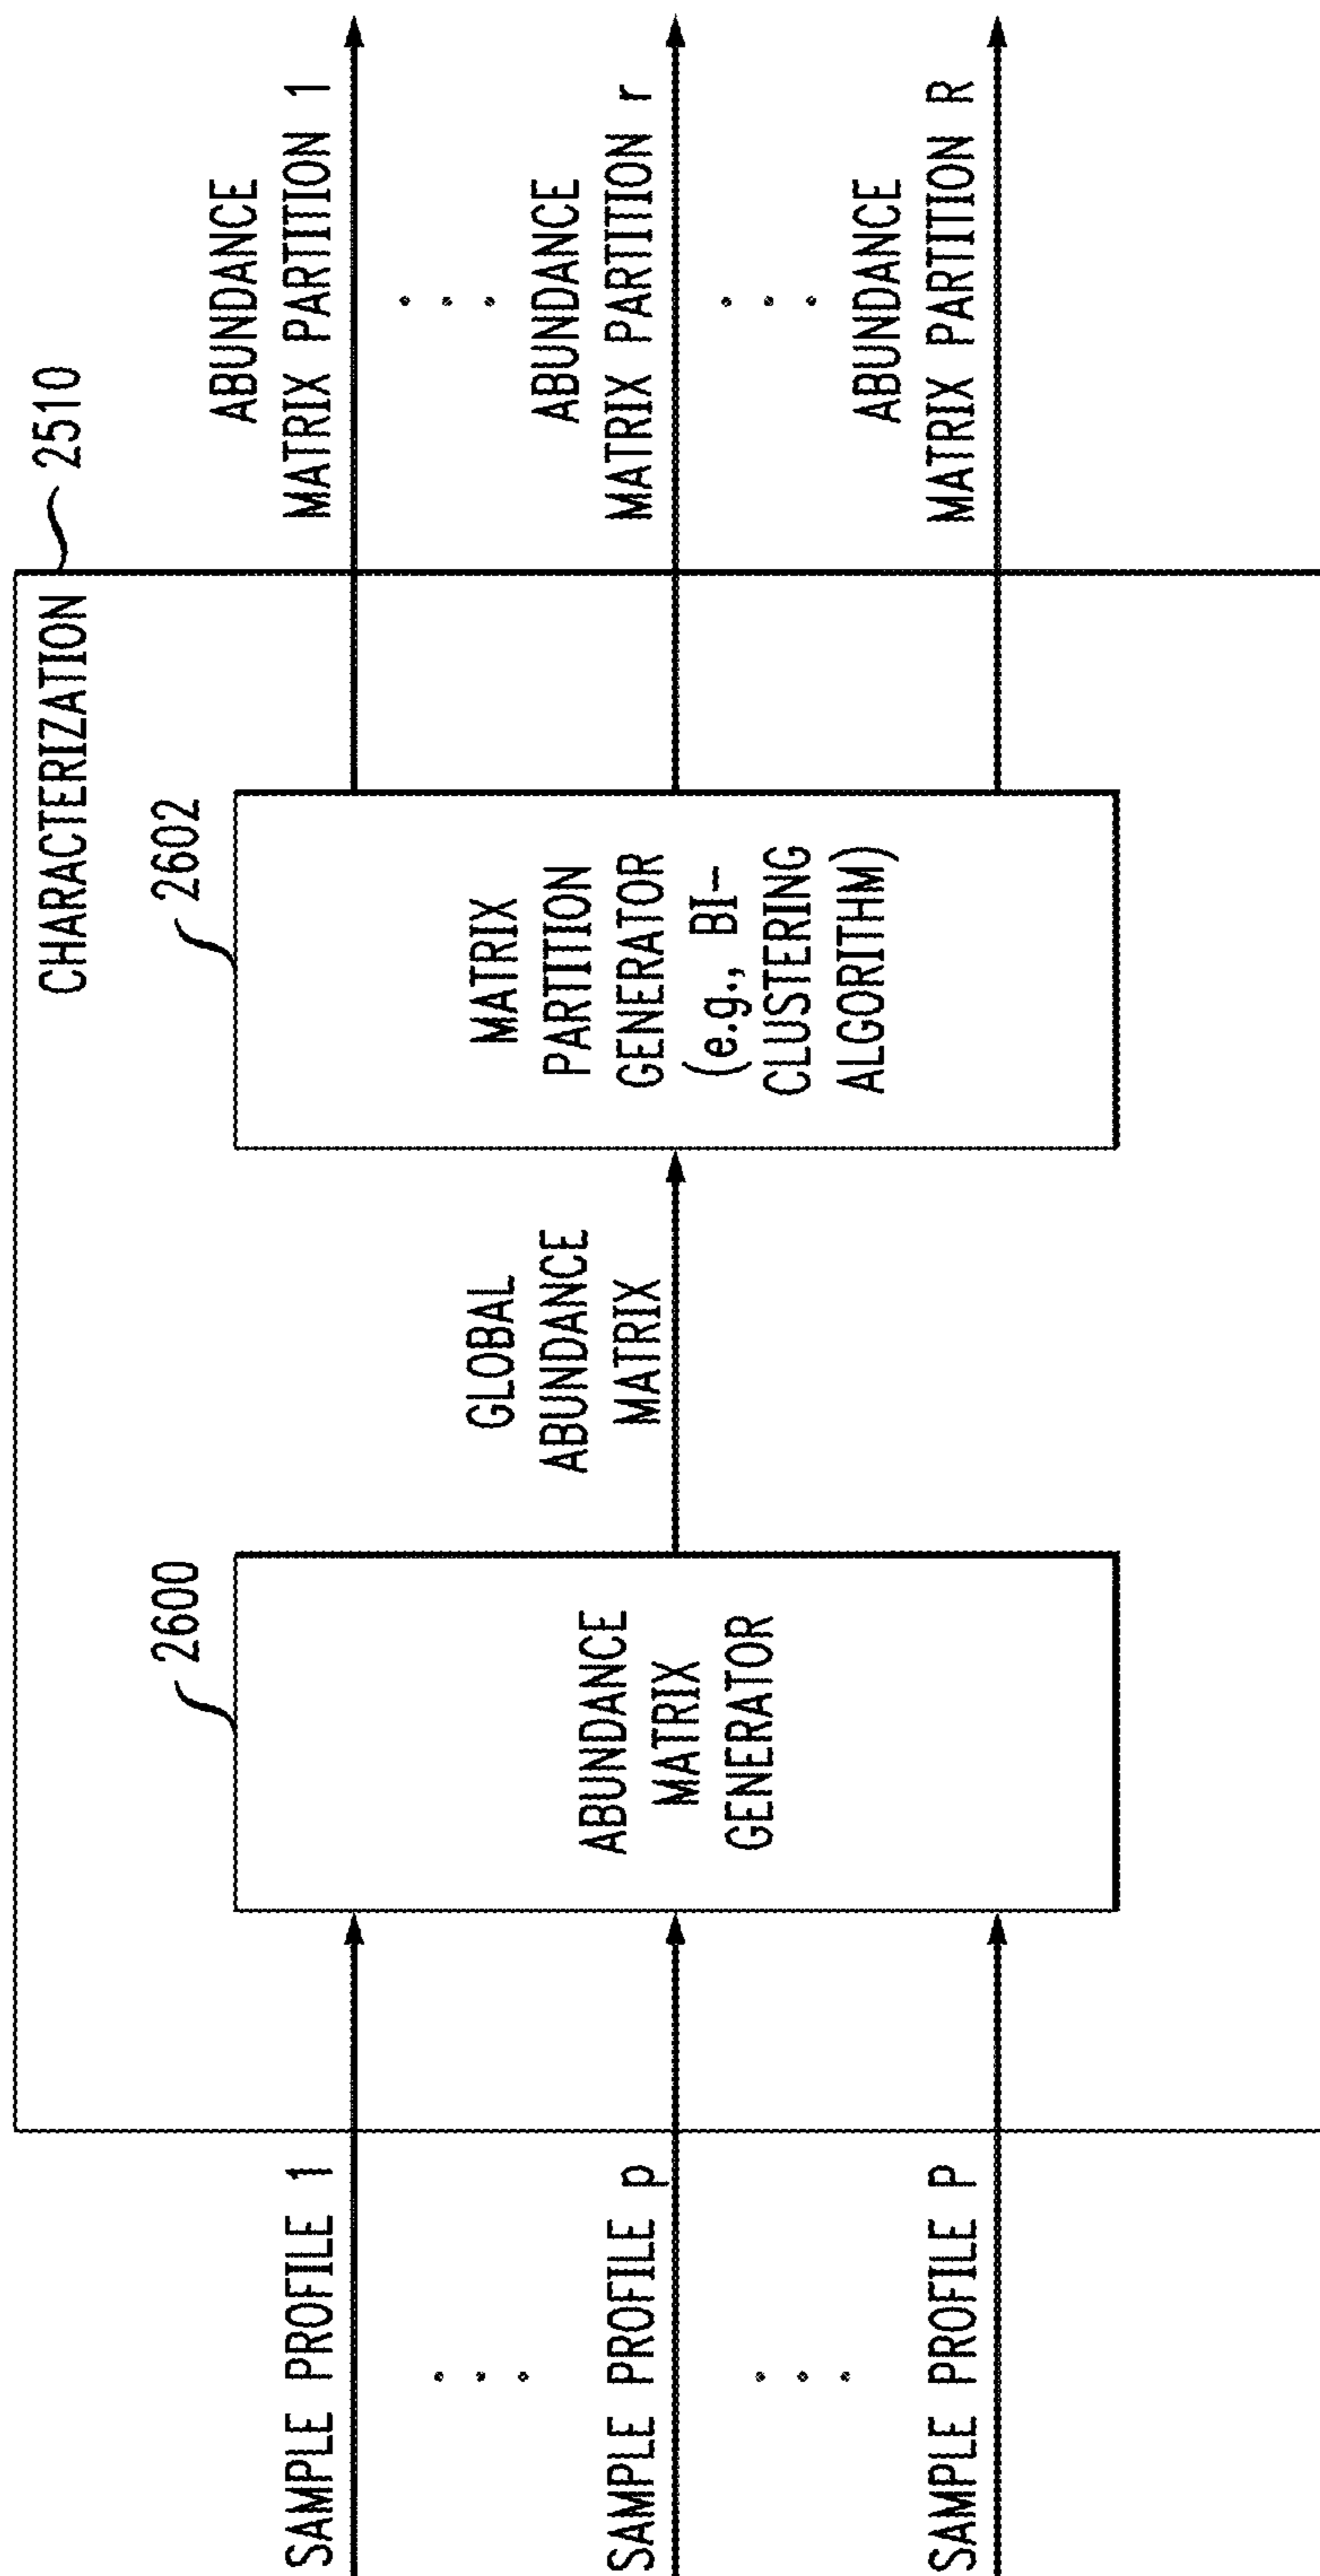 CHARACTERIZATION
2510
SAMPLE PROFILE 1
SAMPLE PROFILE p
SAMPLE PROFILE P
2600
ABUNDANCE
MATRIX
GENERATOR
GLOBAL
ABUNDANCE
MATRIX
2602
MATRIX
PARTITION
GENERATOR
(e.g., BI-
CLUSTERING
ALGORITHM)
ABUNDANCE
MATRIX PARTITION 1
ABUNDANCE
MATRIX PARTITION r
ABUNDANCE
MATRIX PARTITION R